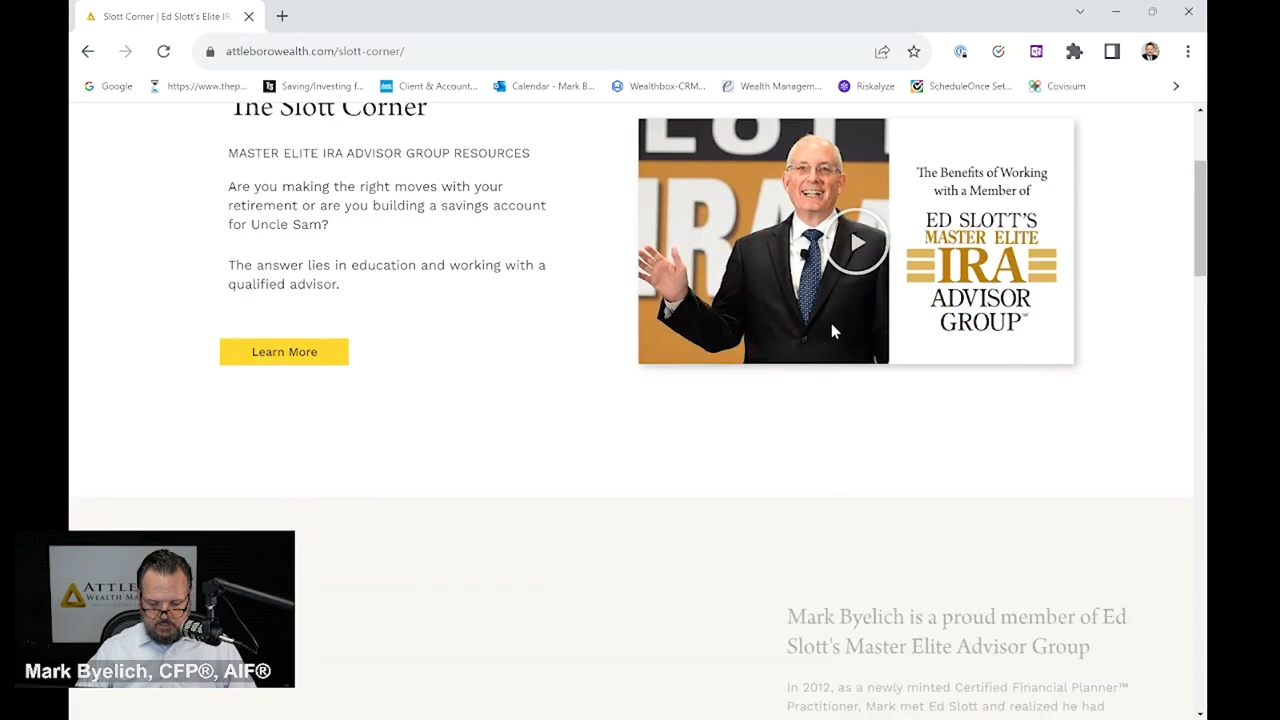 Slott Corner | Ed Slott's Elite IR
attleborowealth.com/slott-corner/
Google
https://www.thep...
Saving/Investing f...
Client & Account...
Calendar - Mark B...
Wealthbox-CRM...
Wealth Managem...
Riskalyze
ScheduleOnce Set...
Covisium
The Slott Corner
MASTER ELITE IRA ADVISOR GROUP RESOURCES
Are you making the right moves with your
retirement or are you building a savings account
for Uncle Sam?
The answer lies in education and working with a
qualified advisor.
Learn More
IRA
The Benefits of Working
with a Member of
ED SLOTT'S
MASTER ELITE
IRA
ADVISOR
GROUP℠
Mark Byelich is a proud member of Ed
Slott's Master Elite Advisor Group
In 2012, as a newly minted Certified Financial Planner™
Practitioner, Mark met Ed Slott and realized he had
Mark Byelich, CFP®, AIF®